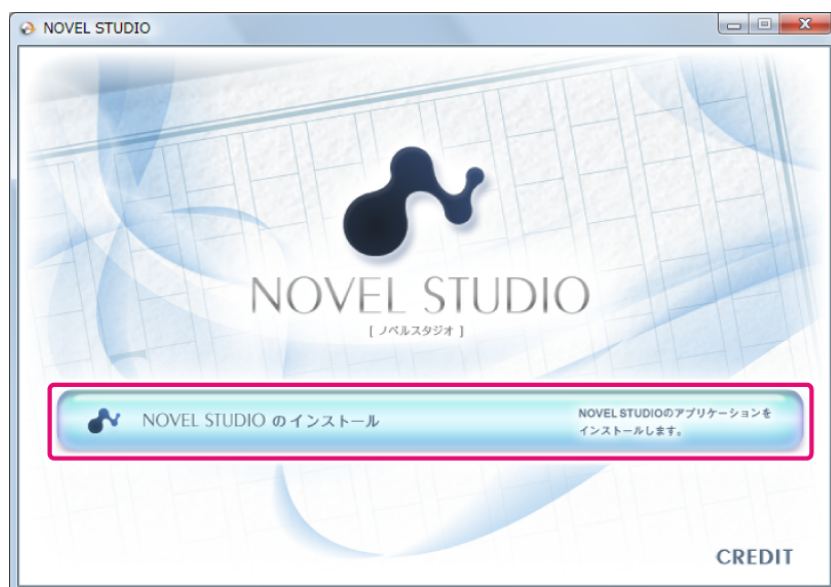 NOVEL STUDIO
NOVEL STUDIO
[ ノベルスタジオ ]
NOVEL STUDIO のインストール
NOVEL STUDIOのアプリケーションを
インストールします。
CREDIT